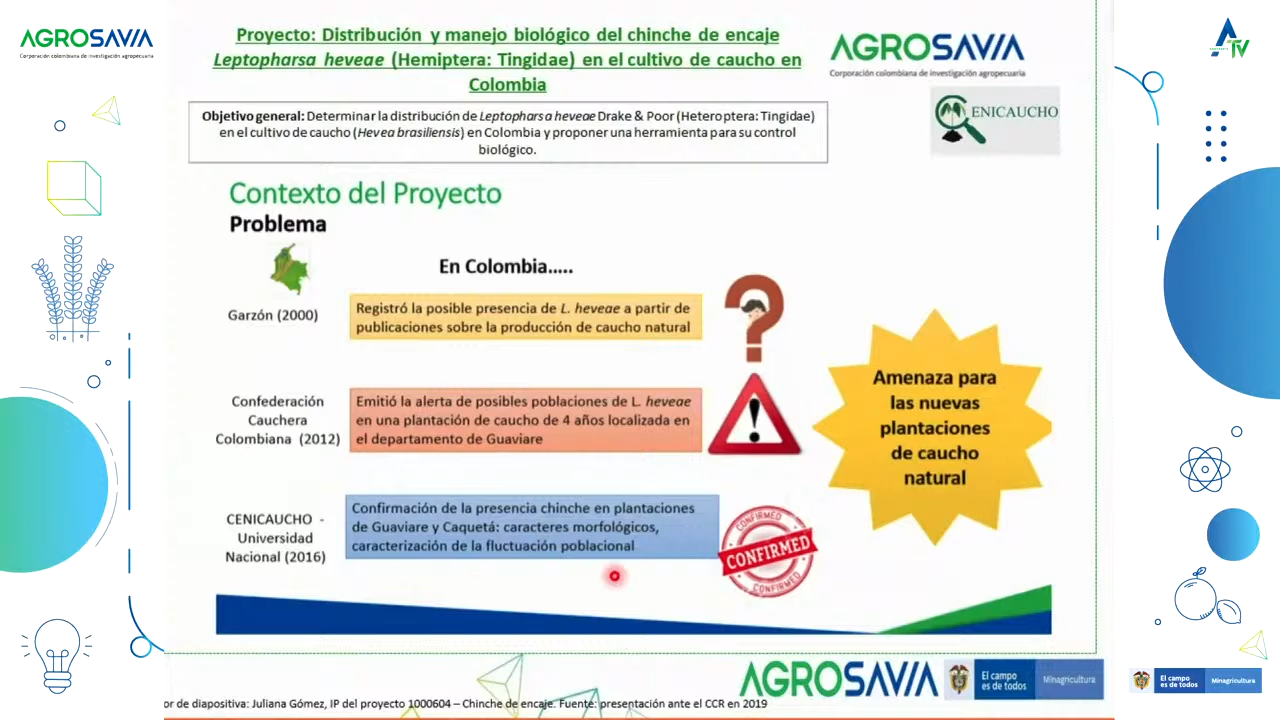 AGROSAVIA
Corporación colombiana de investigación agropecuaria
Proyecto: Distribución y manejo biológico del chinche de encaje
Leptopharsa heveae (Hemiptera: Tingidae) en el cultivo de caucho en
Colombia
AGROSAVIA
Corporación colombiana de investigación agropecuaria
TV
ENICAUCHO
Objetivo general: Determinar la distribución de Leptopharsa heveae Drake & Poor (Heteroptera: Tingidae)
en el cultivo de caucho (Hevea brasiliensis) en Colombia y proponer una herramienta para su control
biológico.
Contexto del Proyecto
Problema
En Colombia.....
Garzón (2000)
Registró la posible presencia de L. heveae a partir de
publicaciones sobre la producción de caucho natural
Confederación
Cauchera
Colombiana (2012)
Emitió la alerta de posibles poblaciones de L. heveae
en una plantación de caucho de 4 años localizada en
el departamento de Guaviare
Amenaza para
las nuevas
plantaciones
de caucho
natural
CENICAUCHO -
Universidad
Nacional (2016)
Confirmación de la presencia chinche en plantaciones
de Guaviare y Caquetá: caracteres morfológicos,
caracterización de la fluctuación poblacional
CONFIRMED
CONFIRMED
CONFIRMED
AGROSAVIA
El campo
es de todos
Minagricultura
El campo
es de todos
Minagricultura
or de diapositiva: Juliana Gómez, IP del proyecto 1000604 – Chinche de encaje. Fuente: presentación ante el CCR en 2019